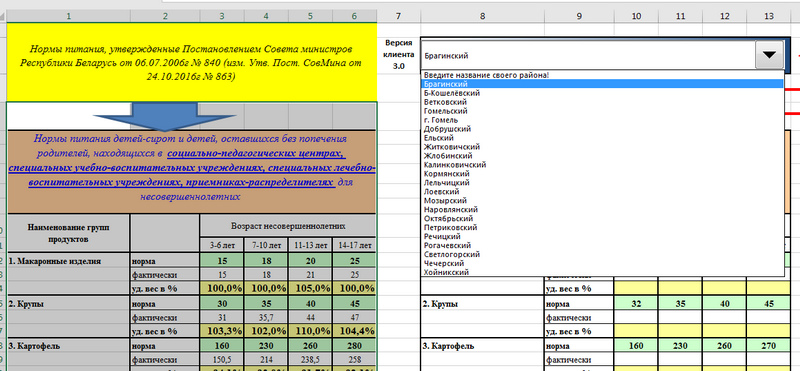 1 2 3 4 5 6 7 8 9 10 11 12 13
Нормы питания, утвержденные Постановлением Совета министров
Республики Беларусь от 06.07.2006г № 840 (изм. Утв. Пост. СовМина от
24.10.2016г № 863)
Версия
клиента
3.0
Брагинский
Введите название своего района!
Брагинский
Б-Кошелёвский
Ветковский
Гомельский
г. Гомель
Добрушский
Ельский
Житковичский
Жлобинский
Калинковичский
Кормянский
Лельчицкий
Лоевский
Мозырский
Наровлянский
Октябрьский
Петриковский
Речицкий
Рогачевский
Светлогорский
Чечерский
Хойникский
Нормы питания детей-сирот и детей, оставшихся без попечения
родителей, находящихся в социально-педагогических центрах,
специальных учебно-воспитательных учреждениях, специальных лечебно-
воспитательных учреждениях, приемниках-распределителях для
несовершеннолетних
Наименование групп
продуктов
Возраст несовершеннолетних
3-6 лет 7-10 лет 11-13 лет 14-17 лет
1. Макаронные изделия норма 15 18 20 25
фактически 15 18 21 25
фактически
уд. вес в % 100,0% 100,0% 105,0% 100,0%
уд. вес в %
2. Крупы норма 30 35 40 45
2. Крупы норма 32 35 40 45
фактически 31 35,7 44 47
фактически
уд. вес в % 103,3% 102,0% 110,0% 104,4%
уд. вес в %
3. Картофель норма 160 230 260 280
3. Картофель норма 160 230 260 270
фактически 150,5 214 238,5 258
фактически